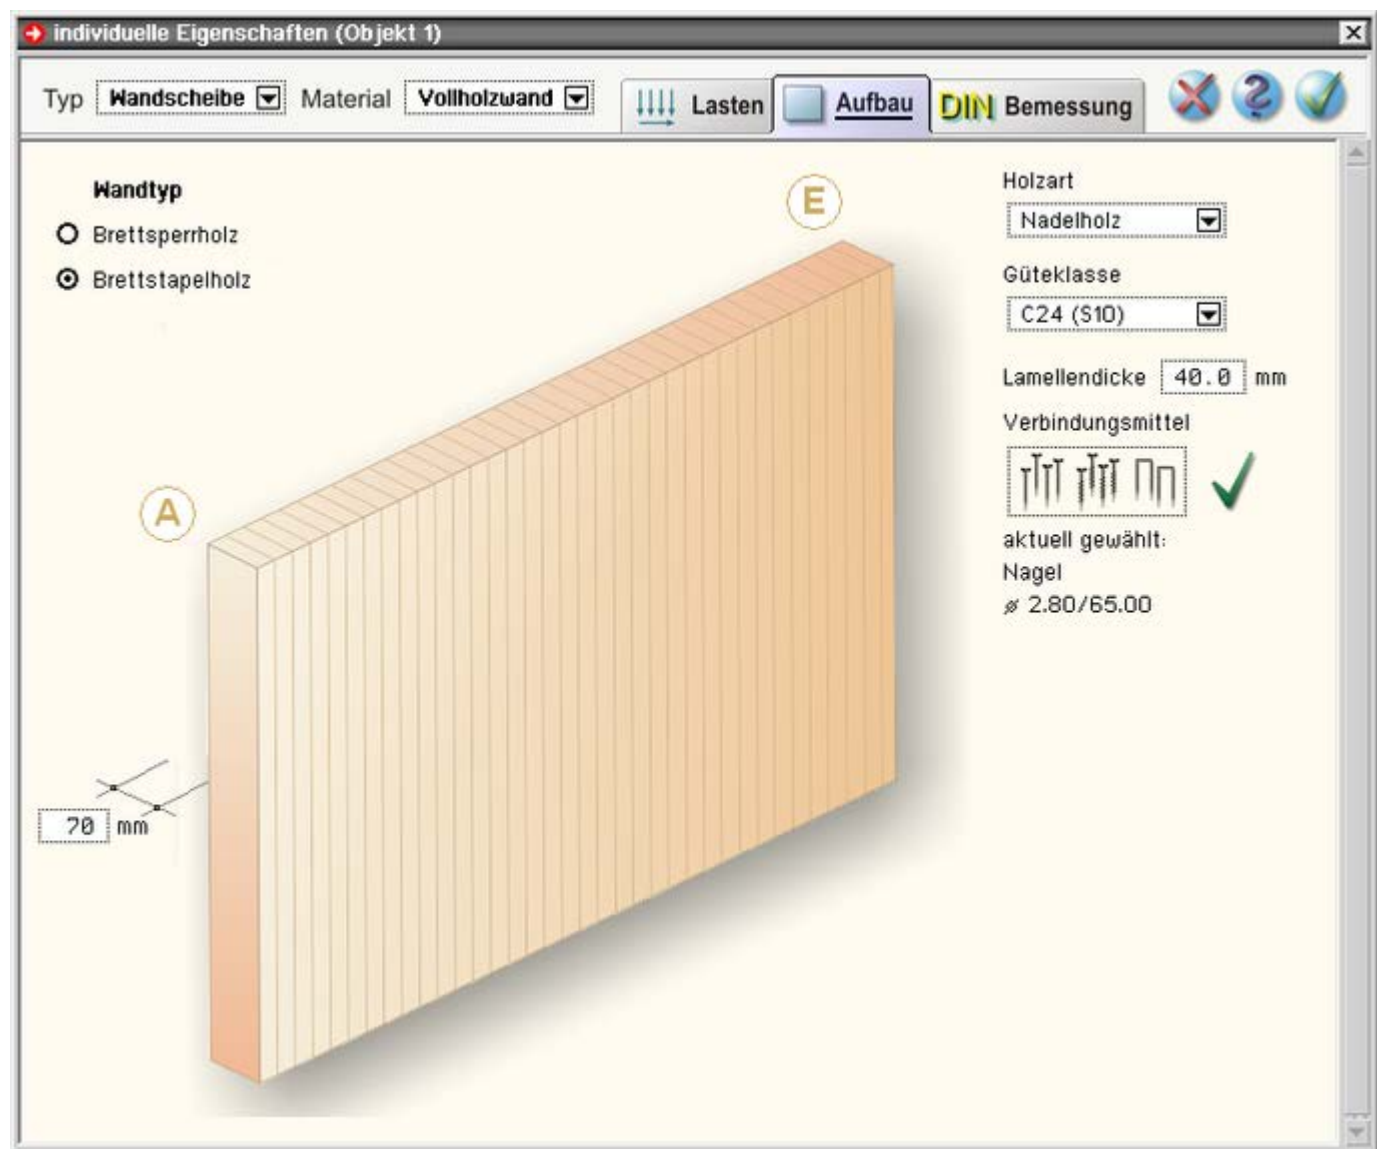 individuelle Eigenschaften (Objekt 1)
Typ Wandscheibe Material Vollholzwand Lasten Aufbau DIN Bemessung
Wandtyp
Brettsperrholz
Brettstapelholz
E
Holzart
Nadelholz
Güteklasse
C24 (S10)
Lamellendicke 40.0 mm
Verbindungsmittel
A
aktuell gewählt:
Nagel
ø 2.80/65.00
70 mm